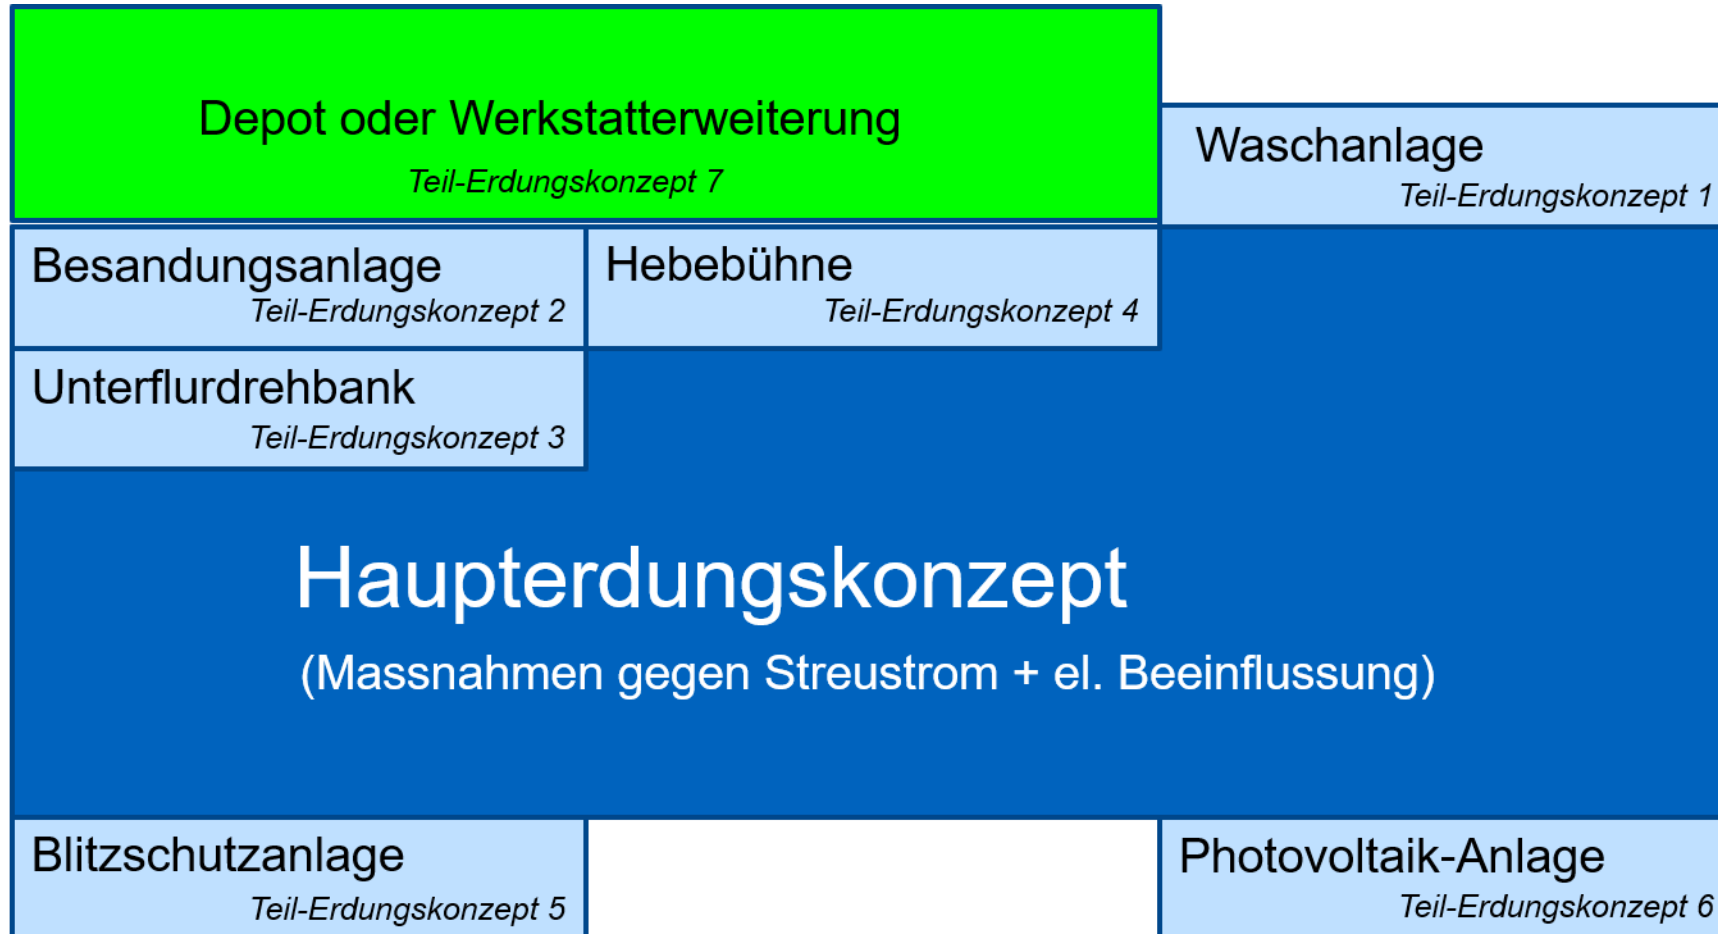 Depot oder Werkstatterweiterung
Teil-Erdungskonzept 7
Waschanlage
Teil-Erdungskonzept 1
Besandungsanlage
Teil-Erdungskonzept 2
Hebebühne
Teil-Erdungskonzept 4
Unterflurdrehbank
Teil-Erdungskonzept 3
Haupterdungskonzept
(Massnahmen gegen Streustrom + el. Beeinflussung)
Blitzschutzanlage
Teil-Erdungskonzept 5
Photovoltaik-Anlage
Teil-Erdungskonzept 6